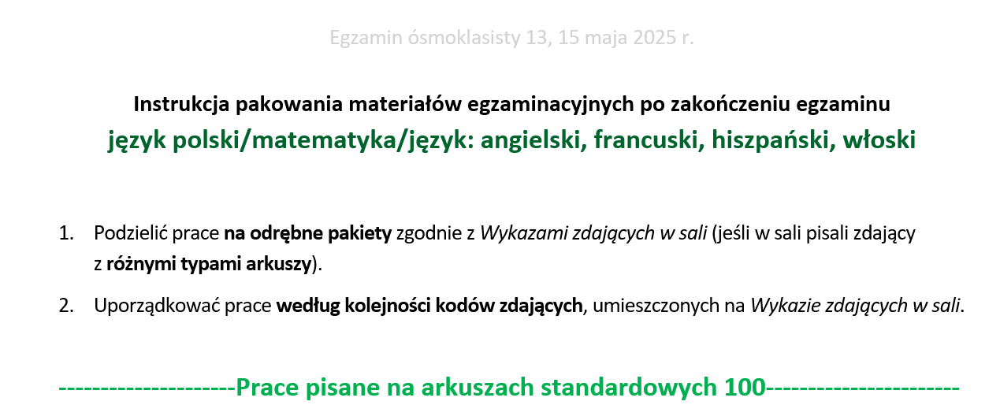 Egzamin ósmoklasisty 13, 15 maja 2025 r.
Instrukcja pakowania materiałów egzaminacyjnych po zakończeniu egzaminu
język polski/matematyka/język: angielski, francuski, hiszpański, włoski
1. Podzielić prace na odrębne pakiety zgodnie z Wykazami zdających w sali (jeśli w sali pisali zdający
z różnymi typami arkuszy).
2. Uporządkować prace według kolejności kodów zdających, umieszczonych na Wykazie zdających w sali.
---------------------Prace pisane na arkuszach standardowych 100-----------------------